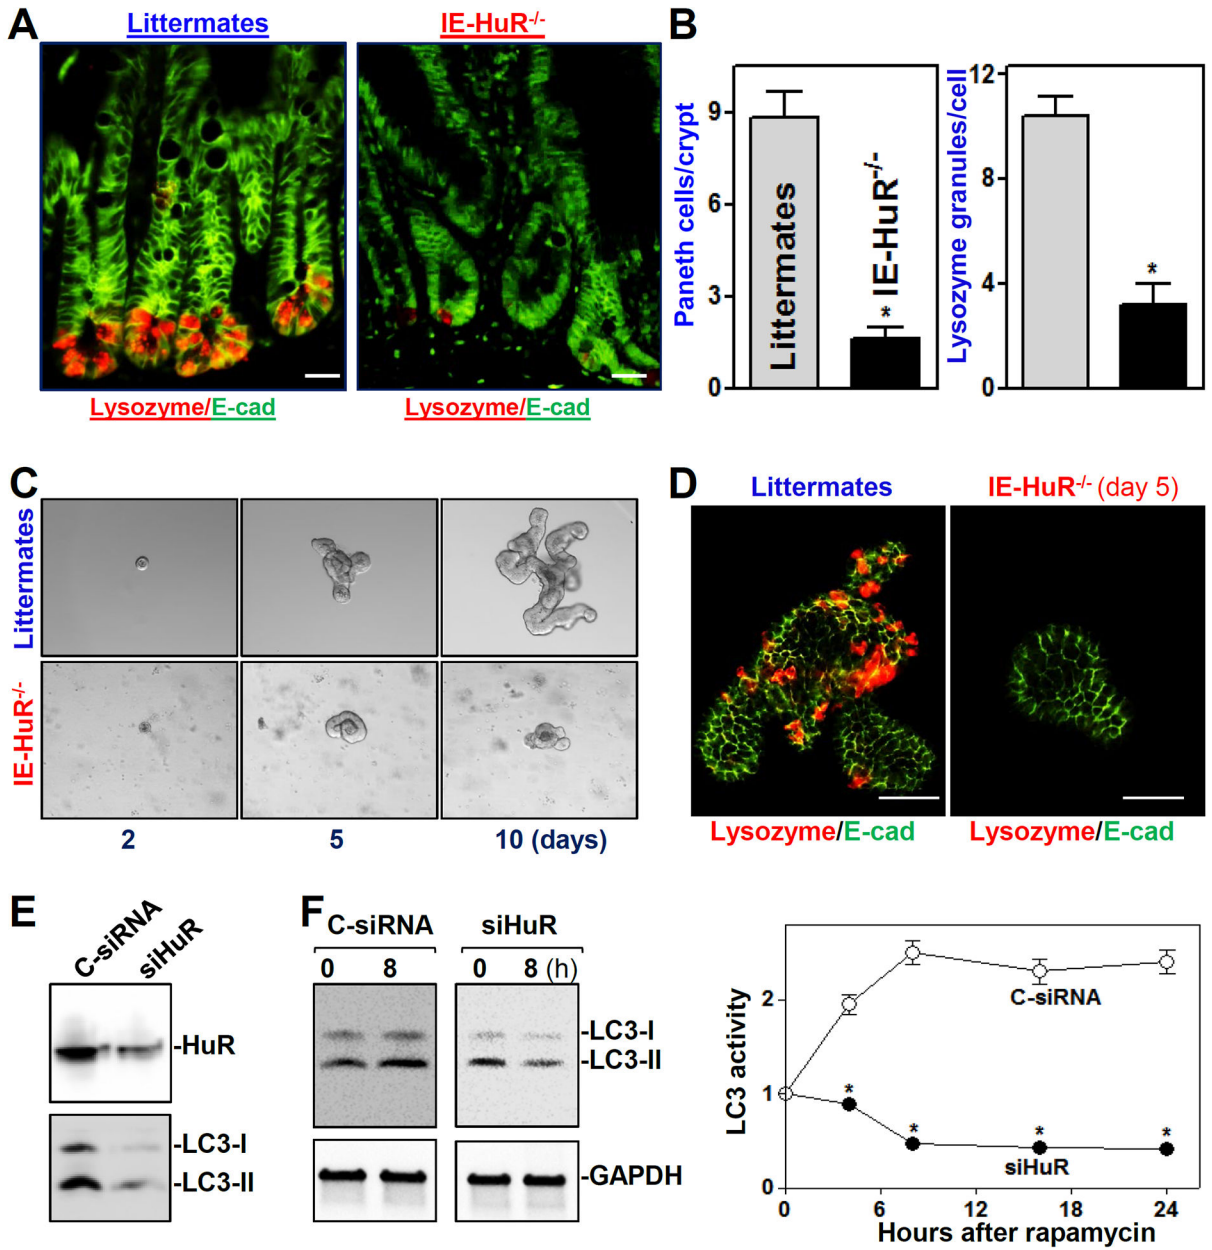 A
Littermates
IE-HuR-/-
Lysozyme/E-cad
Lysozyme/E-cad
B
Paneth cells/crypt
9
6
3
0
Littermates
* IE-HuR-/-
Lysozyme granules/cell
12
8
4
0
*
C
Littermates
IE-HuR-/-
2
5
10 (days)
D
Littermates
IE-HuR-/- (day 5)
Lysozyme/E-cad
Lysozyme/E-cad
E
C-siRNA
siHuR
-HuR
-LC3-I
-LC3-II
F
C-siRNA
siHuR
0
8
0
8 (h)
-LC3-I
-LC3-II
-GAPDH
LC3 activity
2
1
0
C-siRNA
*
*
*
*
siHuR
0
6
12
18
24
Hours after rapamycin